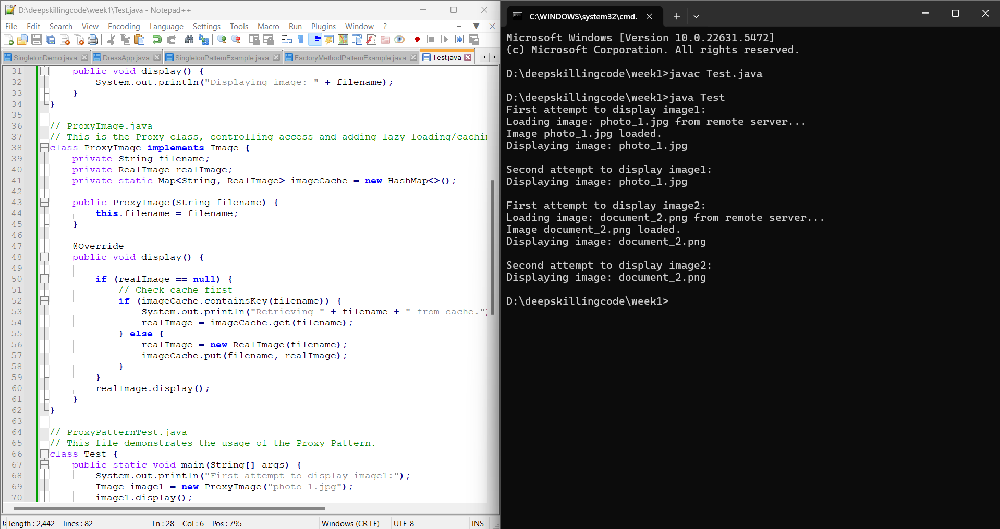 D:\deepskillingcode\week1\Test.java - Notepad++
File Edit Search View Encoding Language Settings Tools Macro Run Plugins Window ?
SingletonDemo.java DressApp.java SingletonPatternExample.java FactoryMethodPatternExample.java Test.java
31 public void display() {
32 System.out.println("Displaying image: " + filename);
33 }
34 }
35
36 // ProxyImage.java
37 // This is the Proxy class, controlling access and adding lazy loading/cachi
38 class ProxyImage implements Image {
39 private String filename;
40 private RealImage realImage;
41 private static Map<String, RealImage> imageCache = new HashMap<>();
42
43 public ProxyImage(String filename) {
44 this.filename = filename;
45 }
46
47 @Override
48 public void display() {
49
50 if (realImage == null) {
51 // Check cache first
52 if (imageCache.containsKey(filename)) {
53 System.out.println("Retrieving " + filename + " from cache."
54 realImage = imageCache.get(filename);
55 } else {
56 realImage = new RealImage(filename);
57 imageCache.put(filename, realImage);
58 }
59 }
60 realImage.display();
61 }
62 }
63
64 // ProxyPatternTest.java
65 // This file demonstrates the usage of the Proxy Pattern.
66 class Test {
67 public static void main(String[] args) {
68 System.out.println("First attempt to display image1:");
69 Image image1 = new ProxyImage("photo_1.jpg");
70 image1.display();
Ja length : 2,442 lines : 82 Ln : 28 Col : 6 Pos : 795 Windows (CR LF) UTF-8 INS
C:\WINDOWS\system32\cmd.
Microsoft Windows [Version 10.0.22631.5472]
(c) Microsoft Corporation. All rights reserved.
D:\deepskillingcode\week1>javac Test.java
D:\deepskillingcode\week1>java Test
First attempt to display image1:
Loading image: photo_1.jpg from remote server...
Image photo_1.jpg loaded.
Displaying image: photo_1.jpg
Second attempt to display image1:
Displaying image: photo_1.jpg
First attempt to display image2:
Loading image: document_2.png from remote server...
Image document_2.png loaded.
Displaying image: document_2.png
Second attempt to display image2:
Displaying image: document_2.png
D:\deepskillingcode\week1>